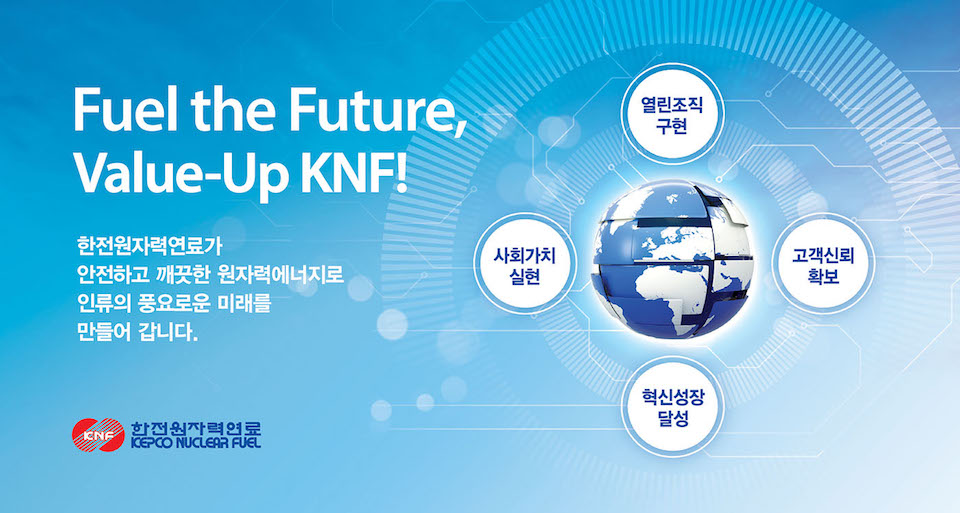 Fuel the Future,
Value-Up KNF!
한전원자력연료가
안전하고 깨끗한 원자력에너지로
인류의 풍요로운 미래를
만들어 갑니다.
열린조직
구현
사회가치
실현
고객신뢰
확보
혁신성장
달성
KNF
한전원자력연료
KEPCO NUCLEAR FUEL